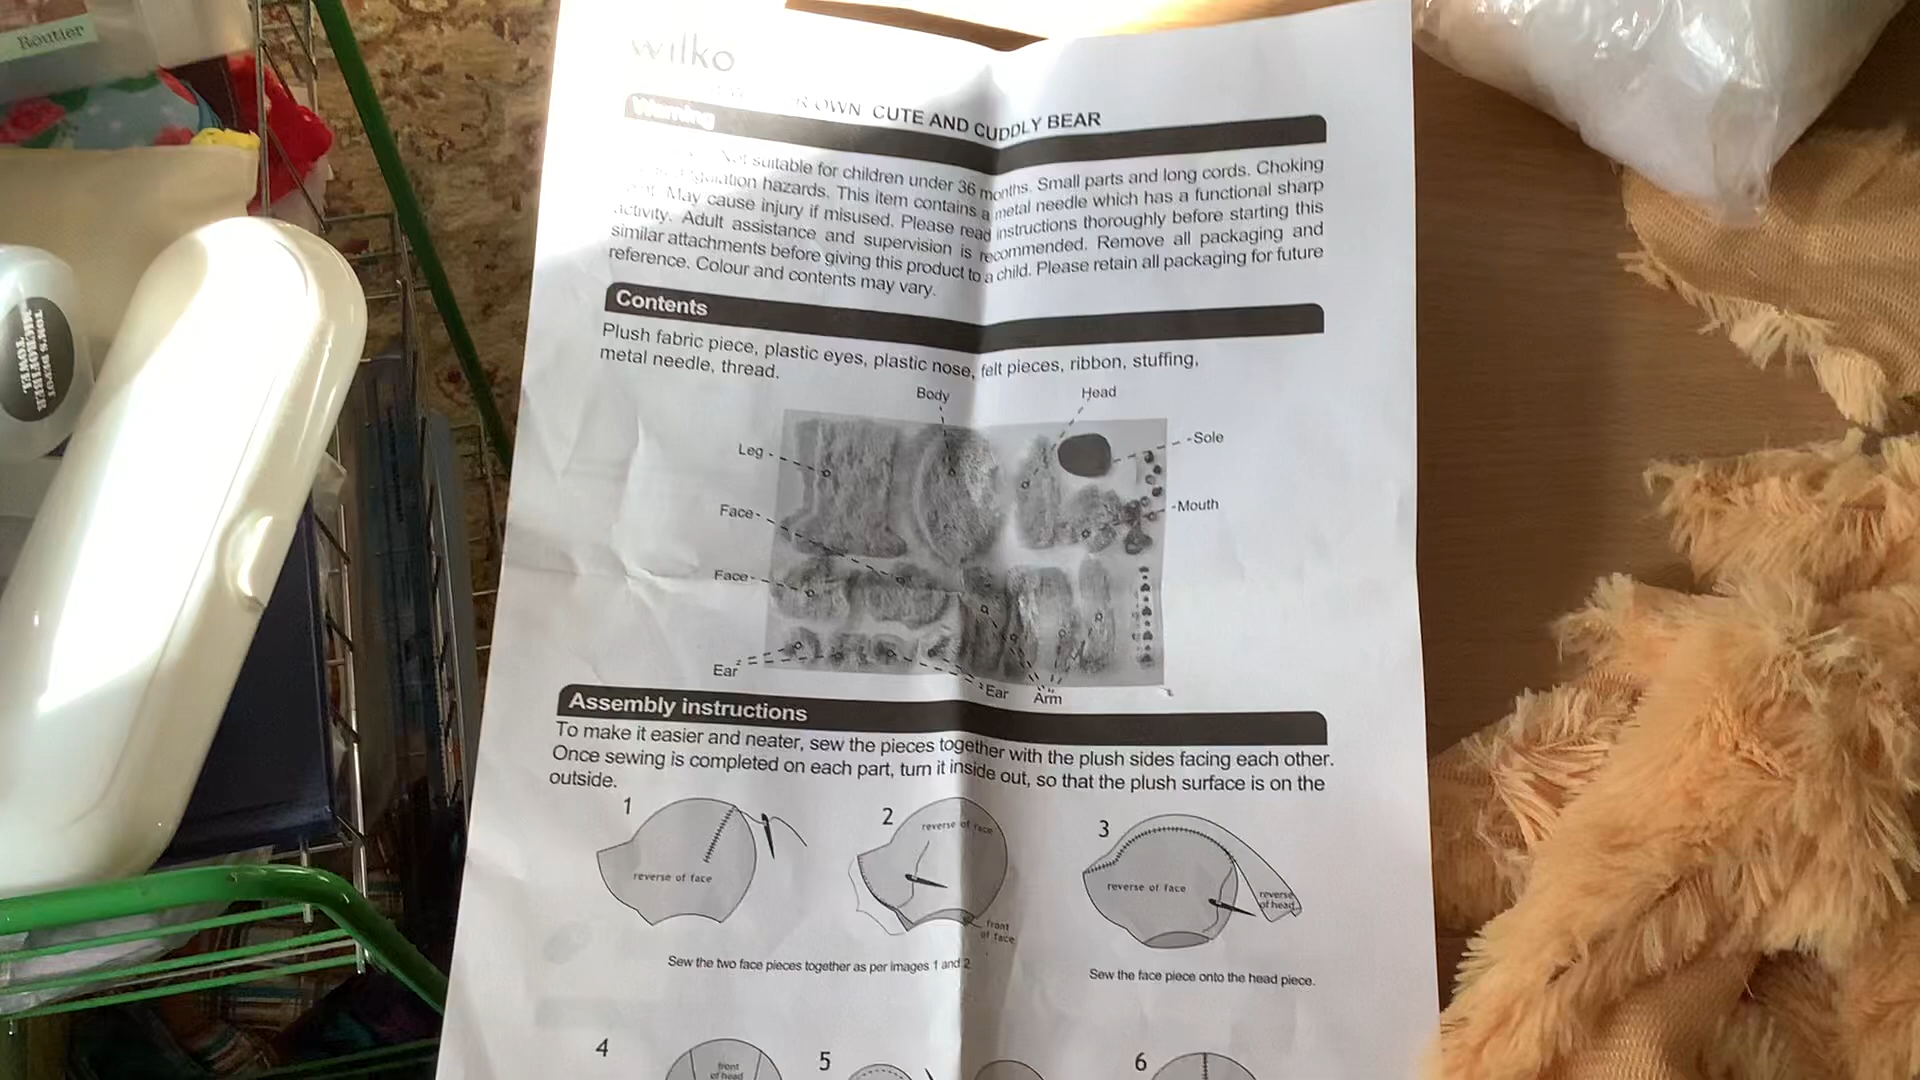 Routier
TOM'S DEPOT
MICROFIBER
TOWEL
wilko
OWN CUTE AND CUDDLY BEAR
Warning
Not suitable for children under 36 months. Small parts and long cords. Choking
hazards. This item contains a metal needle which has a functional sharp
May cause injury if misused. Please read instructions thoroughly before starting this
activity. Adult assistance and supervision is recommended. Remove all packaging and
similar attachments before giving this product to a child. Please retain all packaging for future
reference. Colour and contents may vary.
Contents
Plush fabric piece, plastic eyes, plastic nose, felt pieces, ribbon, stuffing,
metal needle, thread.
Body
Head
Leg
Sole
Face
Mouth
Face
Ear
Ear
Arm
Assembly instructions
To make it easier and neater, sew the pieces together with the plush sides facing each other.
Once sewing is completed on each part, turn it inside out, so that the plush surface is on the
outside.
1
reverse of face
2
reverse of face
front
of face
3
reverse of face
reverse
of head
Sew the two face pieces together as per images 1 and 2
Sew the face piece onto the head piece.
4
front
of head
5
6